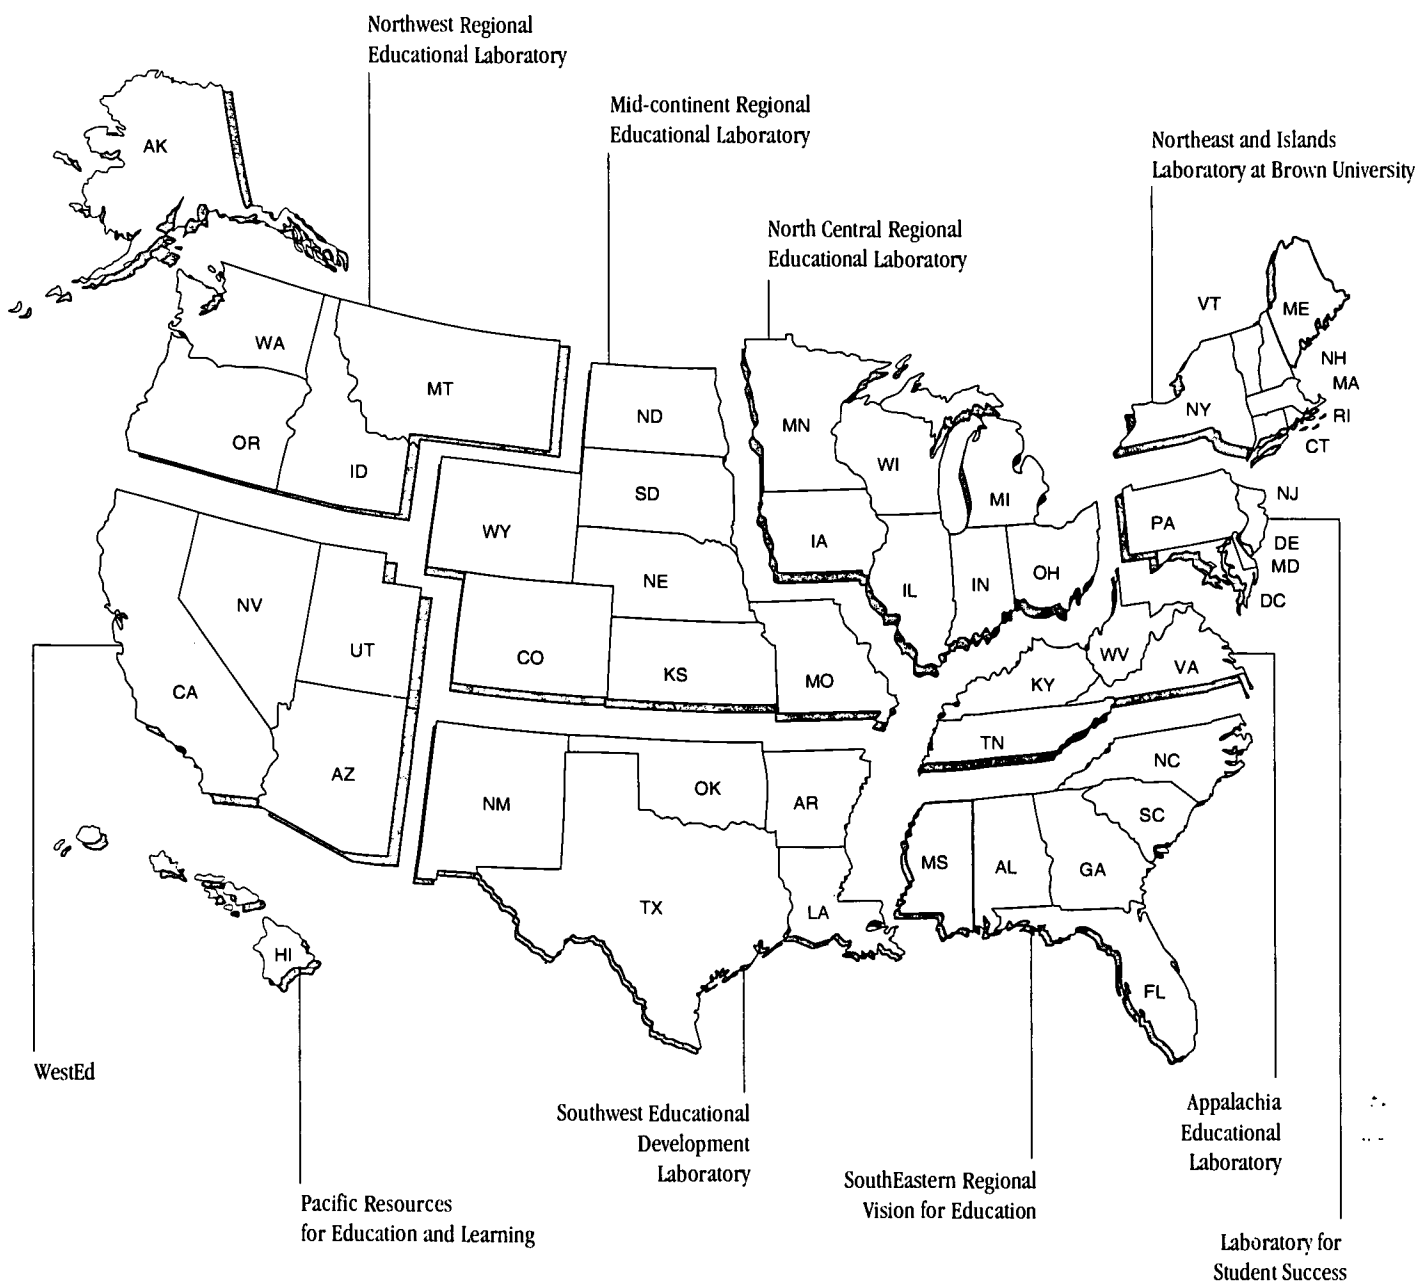 Northwest Regional
Educational Laboratory
Mid-continent Regional
Educational Laboratory
Northeast and Islands
Laboratory at Brown University
North Central Regional
Educational Laboratory
AK
VT
ME
WA
MT
NH
MA
ND
NY
RI
OR
MN
CT
ID
WI
SD
MI
NJ
WY
PA
IA
DE
MD
NE
OH
IL
IN
DC
NV
UT
CO
WV
KS
VA
CA
MO
KY
TN
AZ
NC
NM
OK
AR
SC
MS
AL
GA
TX
LA
HI
FL
WestEd
Southwest Educational
Development
Laboratory
Appalachia
Educational
Laboratory
SouthEastern Regional
Vision for Education
Pacific Resources
for Education and Learning
Laboratory for
Student Success